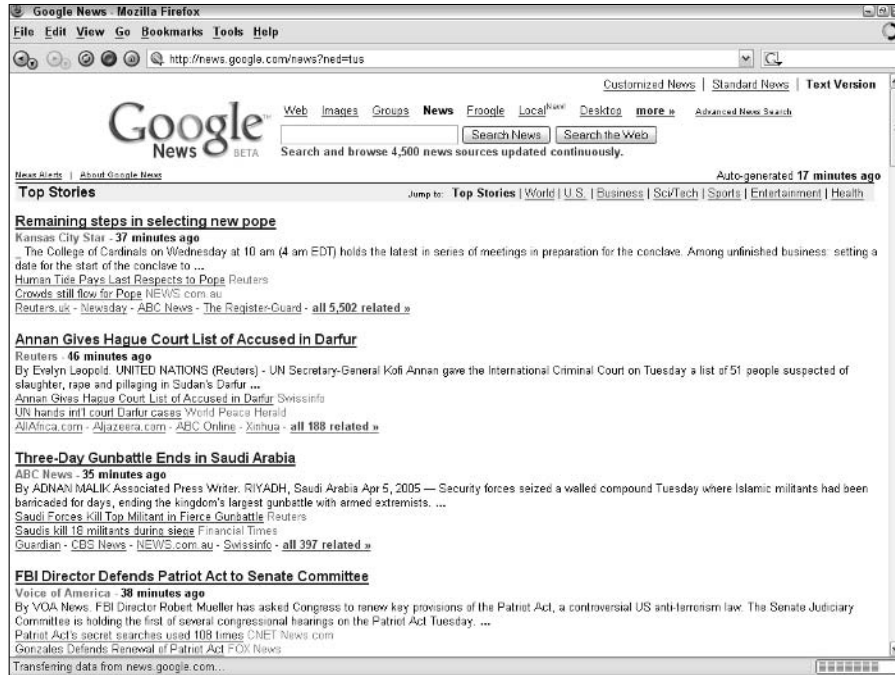 Google News - Mozilla Firefox
File Edit View Go Bookmarks Tools Help
http://news.google.com/news?ned=tus
Customized News | Standard News | Text Version
Google™ News BETA
Web Images Groups News Froogle Local New! Desktop more »
Advanced News Search
Search News Search the Web
Search and browse 4,500 news sources updated continuously.
News Alerts | About Google News
Auto-generated 17 minutes ago
Top Stories
Jump to: Top Stories | World | U.S. | Business | Sci/Tech | Sports | Entertainment | Health
Remaining steps in selecting new pope
Kansas City Star - 37 minutes ago
_ The College of Cardinals on Wednesday at 10 am (4 am EDT) holds the latest in series of meetings in preparation for the conclave. Among unfinished business: setting a
date for the start of the conclave to ...
Human Tide Pays Last Respects to Pope Reuters
Crowds still flow for Pope NEWS.com.au
Reuters.uk - Newsday - ABC News - The Register-Guard - all 5,502 related »
Annan Gives Hague Court List of Accused in Darfur
Reuters - 46 minutes ago
By Evelyn Leopold. UNITED NATIONS (Reuters) - UN Secretary-General Kofi Annan gave the International Criminal Court on Tuesday a list of 51 people suspected of
slaughter, rape and pillaging in Sudan's Darfur ...
Annan Gives Hague Court List of Accused in Darfur Swissinfo
UN hands int'l court Darfur cases World Peace Herald
AllAfrica.com - Aljazeera.com - ABC Online - Xinhua - all 188 related »
Three-Day Gunbattle Ends in Saudi Arabia
ABC News - 35 minutes ago
By ADNAN MALIK Associated Press Writer. RIYADH, Saudi Arabia Apr 5, 2005 — Security forces seized a walled compound Tuesday where Islamic militants had been
barricaded for days, ending the kingdom's largest gunbattle with armed extremists. ...
Saudi Forces Kill Top Militant in Fierce Gunbattle Reuters
Saudis kill 18 militants during siege Financial Times
Guardian - CBS News - NEWS.com.au - Swissinfo - all 397 related »
FBI Director Defends Patriot Act to Senate Committee
Voice of America - 38 minutes ago
By VOA News. FBI Director Robert Mueller has asked Congress to renew key provisions of the Patriot Act, a controversial US anti-terrorism law. The Senate Judiciary
Committee is holding the first of several congressional hearings on the Patriot Act Tuesday. ...
Patriot Act's secret searches used 108 times CNET News.com
Gonzales Defends Renewal of Patriot Act FOX News
Transferring data from news.google.com...